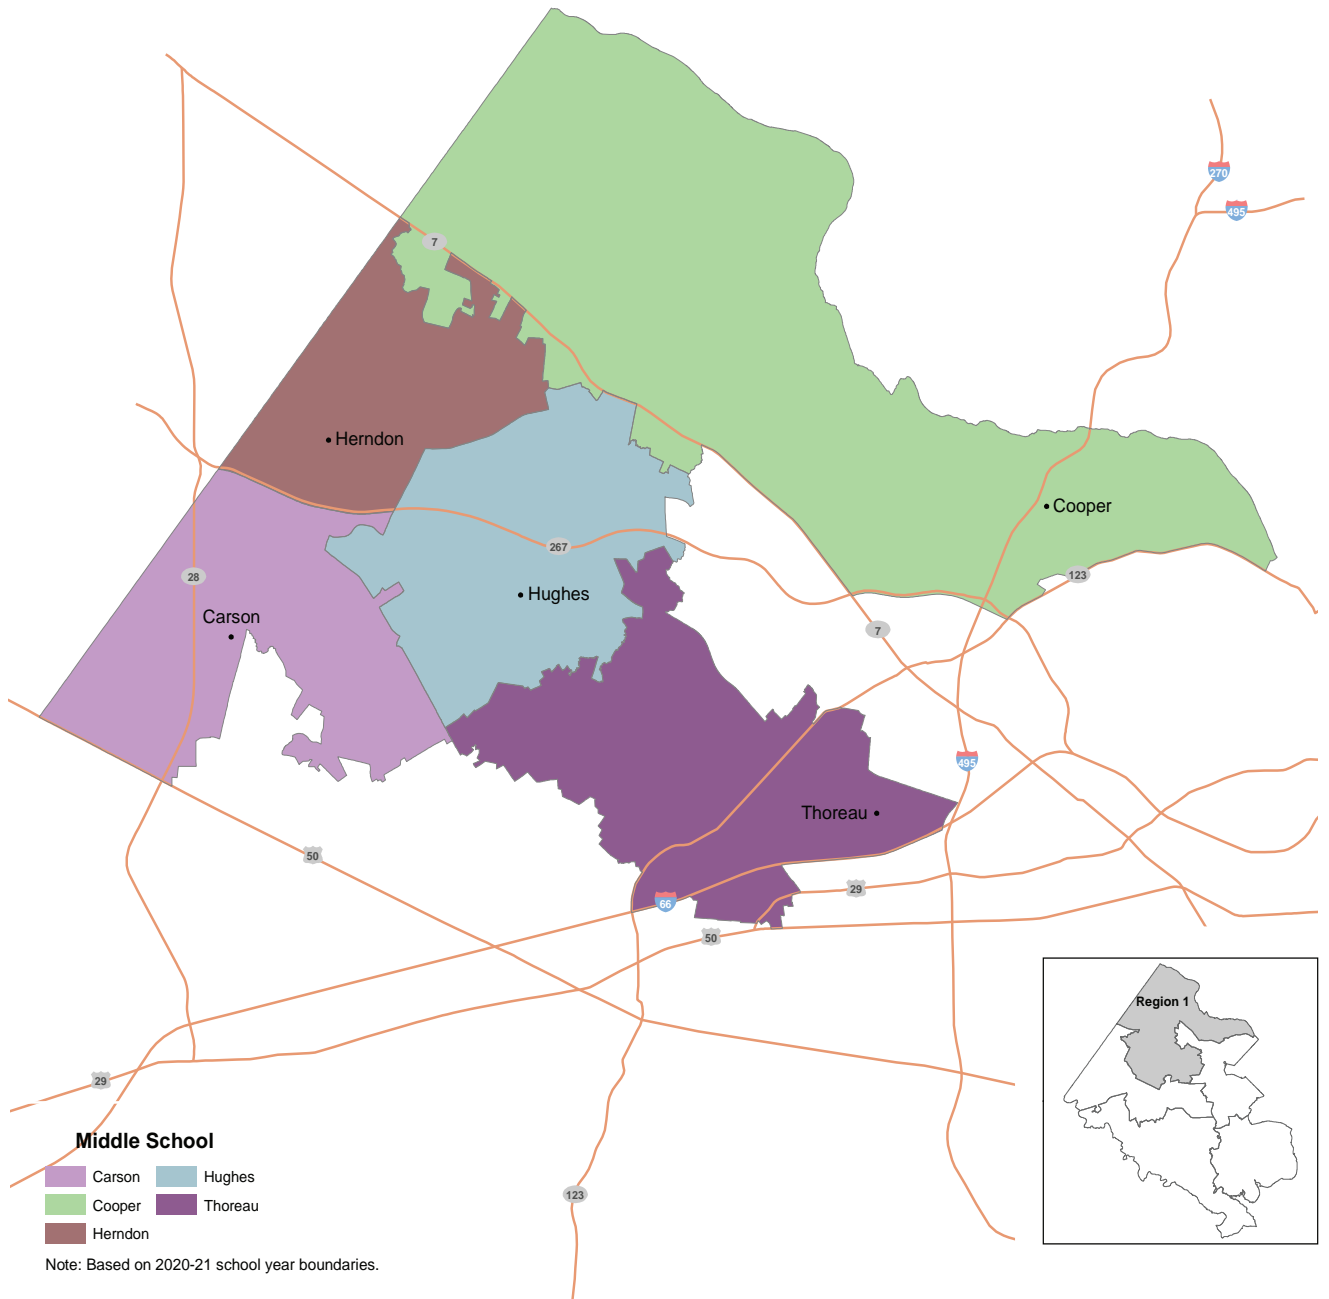 270
495
7
Herndon
Cooper
267
28
123
Hughes
Carson
7
495
Thoreau
50
29
66
50
Region 1
29
Middle School
Carson
Hughes
Cooper
Thoreau
123
Herndon
Note: Based on 2020-21 school year boundaries.